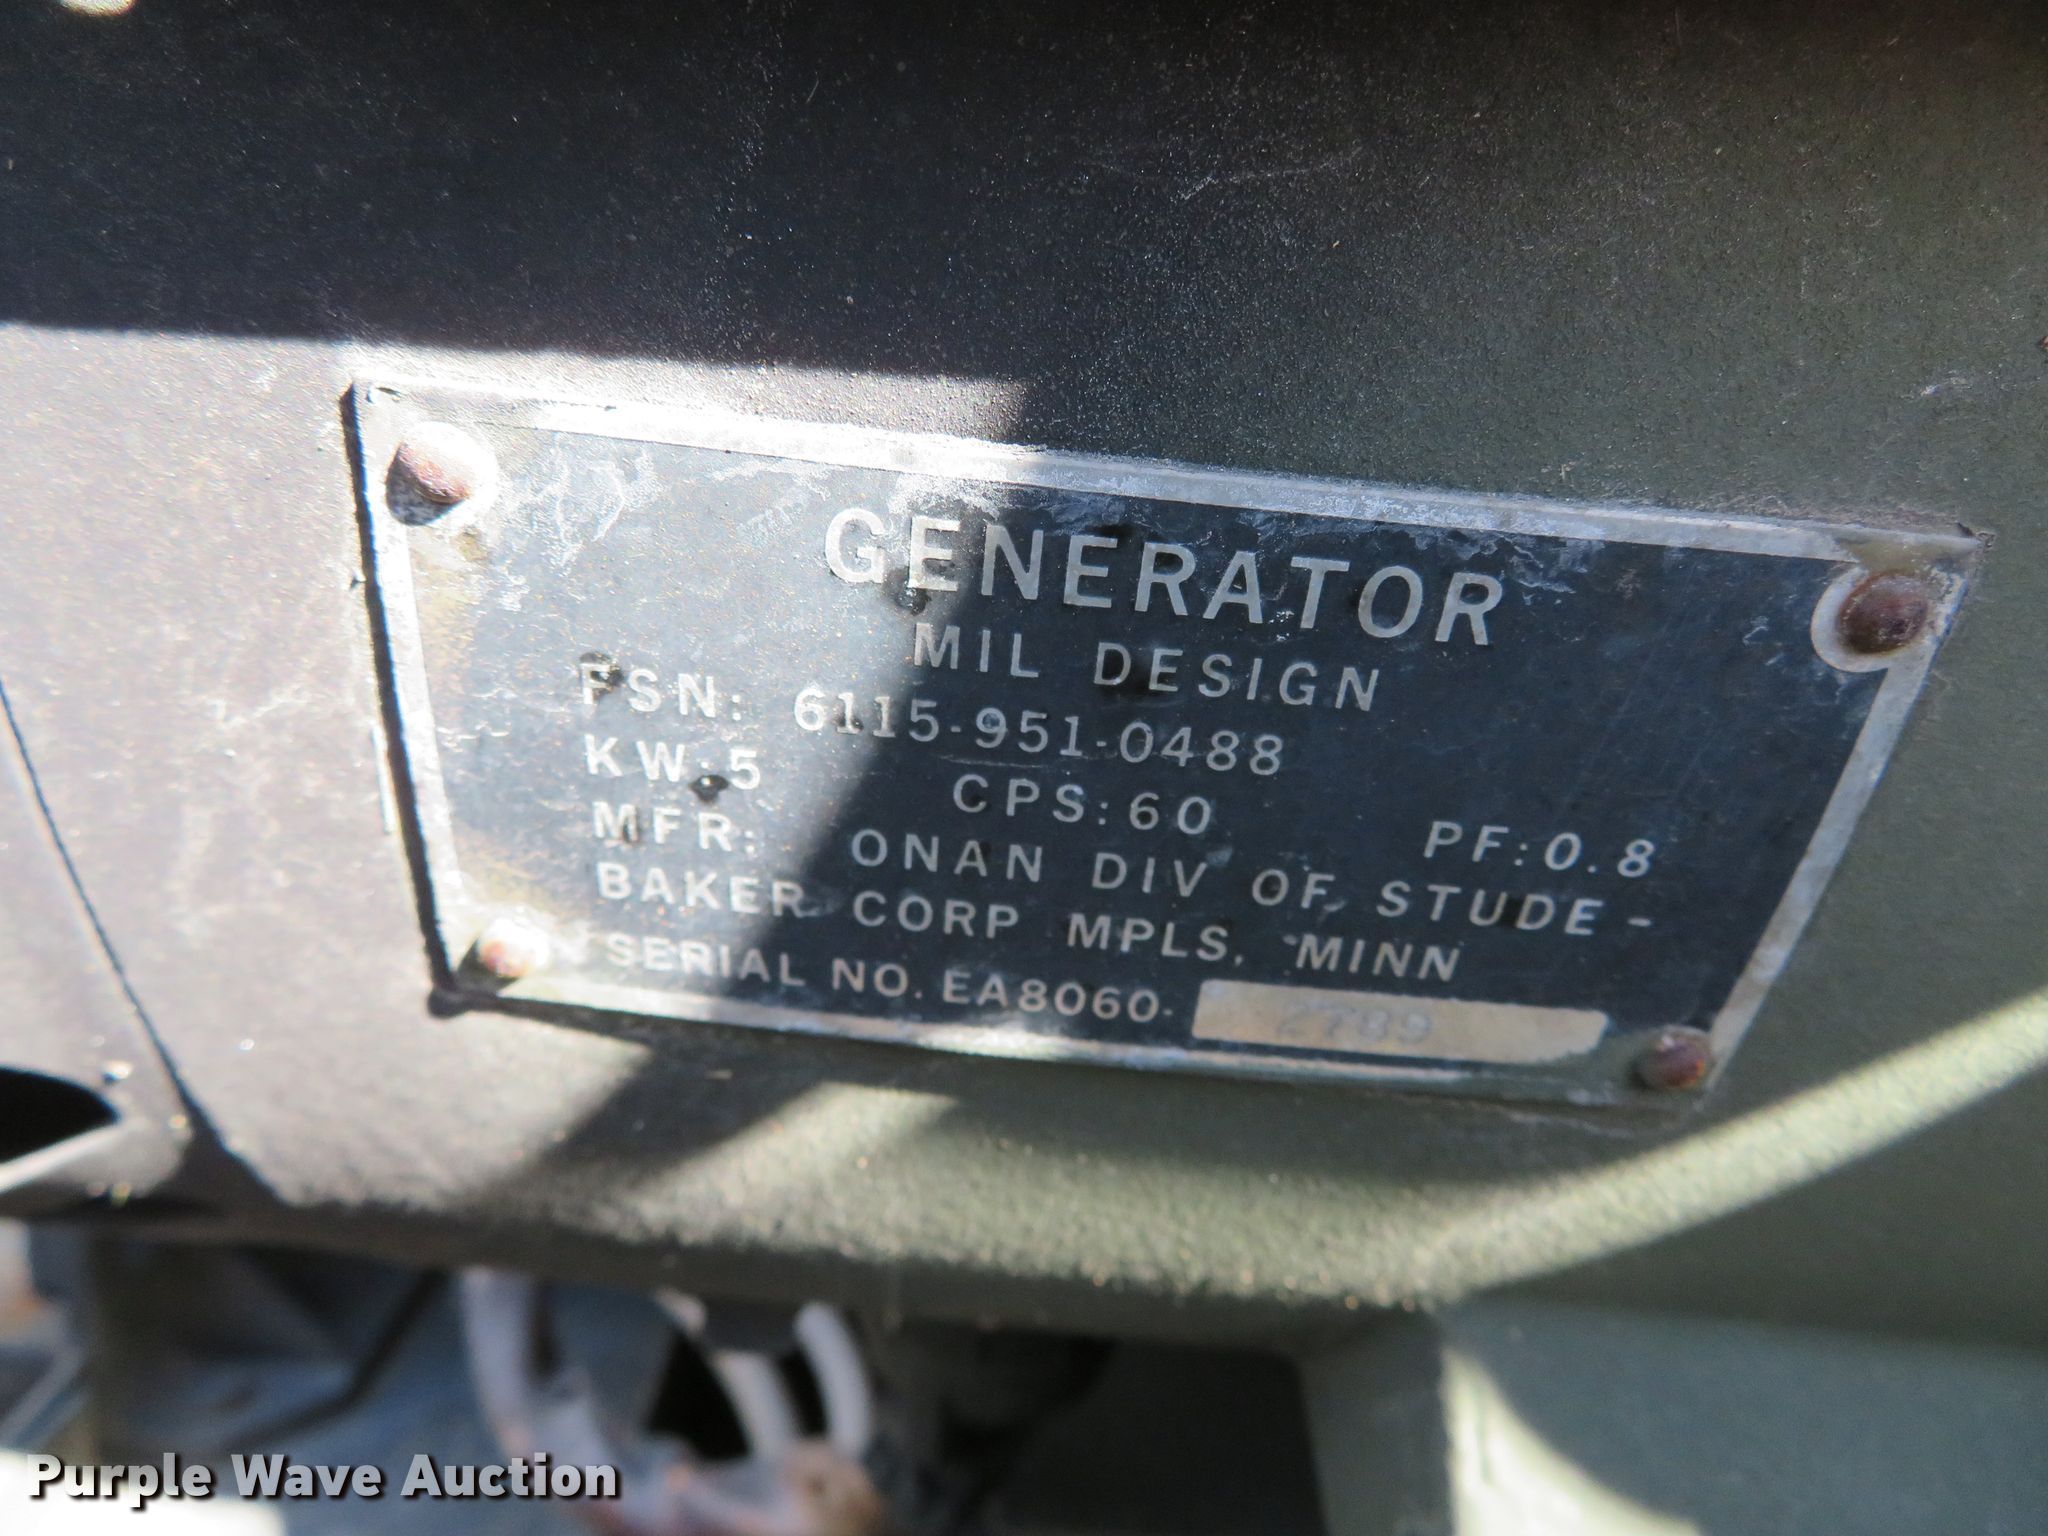 GENERATOR
MIL DESIGN
FSN: 6115-951-0488
KW:5 CPS:60 PF:0.8
MFR: ONAN DIV OF STUDE-
BAKER CORP MPLS. MINN
SERIAL NO. EA8060- 2789
Purple Wave Auction